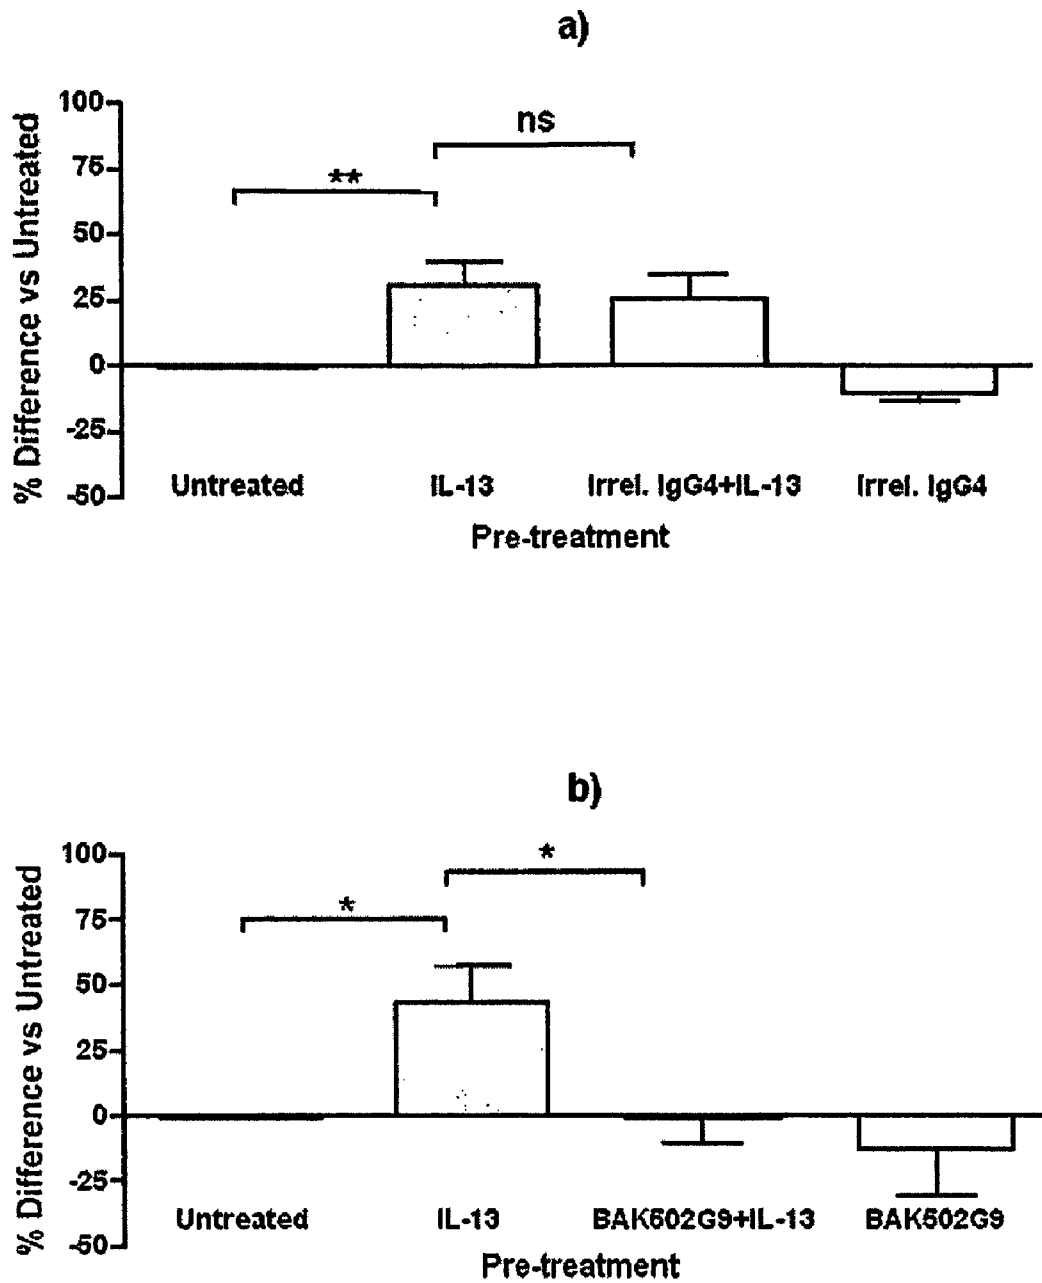 a)
100
75
50
25
0
-25
-50
% Difference vs Untreated
**
ns
Untreated IL-13 Irrel. IgG4+IL-13 Irrel. IgG4
Pre-treatment
b)
100
75
50
25
0
-25
-50
% Difference vs Untreated
*
*
Untreated IL-13 BAK502G9+IL-13 BAK502G9
Pre-treatment